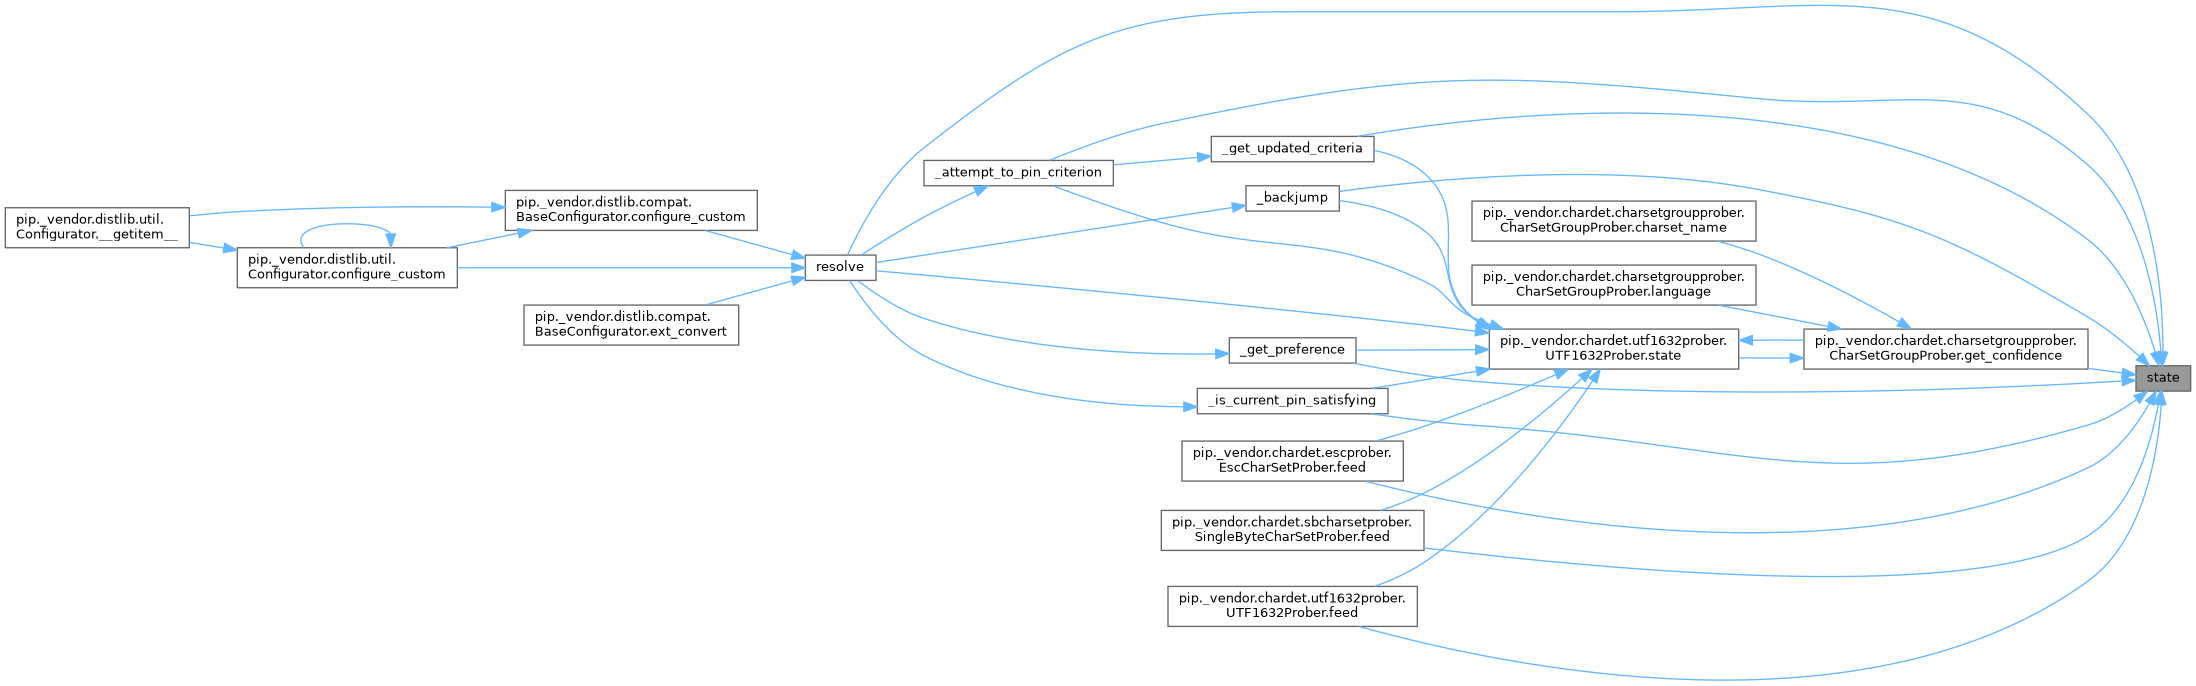 pip._vendor.distlib.util.
Configurator.__getitem__
pip._vendor.distlib.util.
Configurator.configure_custom
pip._vendor.distlib.compat.
BaseConfigurator.configure_custom
pip._vendor.distlib.compat.
BaseConfigurator.ext_convert
resolve
_attempt_to_pin_criterion
_get_updated_criteria
_backjump
_get_preference
_is_current_pin_satisfying
pip._vendor.chardet.escprober.
EscCharSetProber.feed
pip._vendor.chardet.sbcharsetprober.
SingleByteCharSetProber.feed
pip._vendor.chardet.utf1632prober.
UTF1632Prober.feed
pip._vendor.chardet.charsetgroupprober.
CharSetGroupProber.charset_name
pip._vendor.chardet.charsetgroupprober.
CharSetGroupProber.language
pip._vendor.chardet.utf1632prober.
UTF1632Prober.state
pip._vendor.chardet.charsetgroupprober.
CharSetGroupProber.get_confidence
state